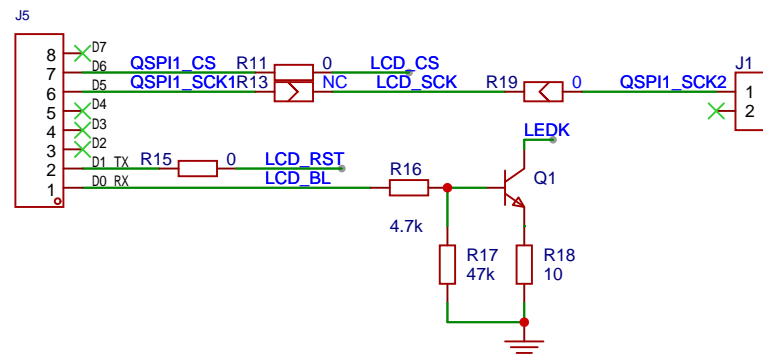 J5
8 D7
7 D6 QSPI1_CS R11 0 LCD_CS
6 D5 QSPI1_SCK1 R13 NC LCD_SCK R19 0 QSPI1_SCK2 J1 1
5 D4 2
4 D3
3 D2 LEDK
2 D1 TX R15 0 LCD_RST
1 D0 RX LCD_BL R16 Q1
4.7k
R17 R18
47k 10